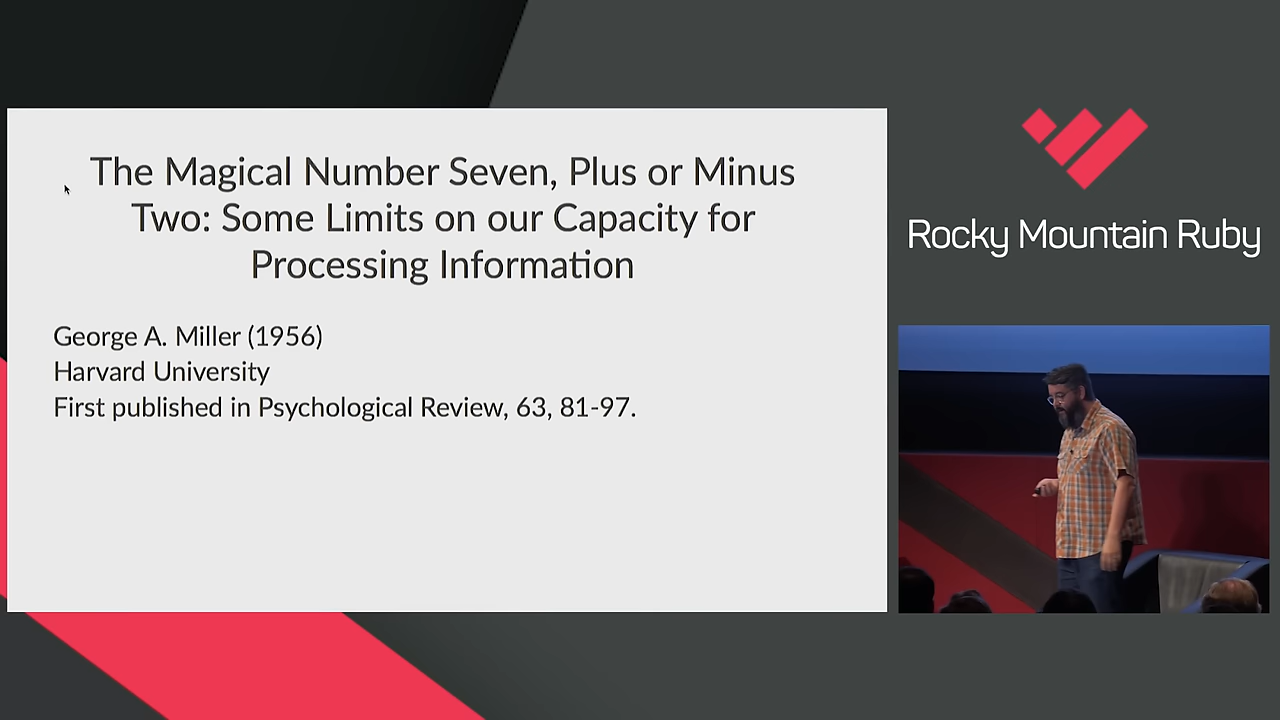 The Magical Number Seven, Plus or Minus
Two: Some Limits on our Capacity for
Processing Information
George A. Miller (1956)
Harvard University
First published in Psychological Review, 63, 81-97.
Rocky Mountain Ruby